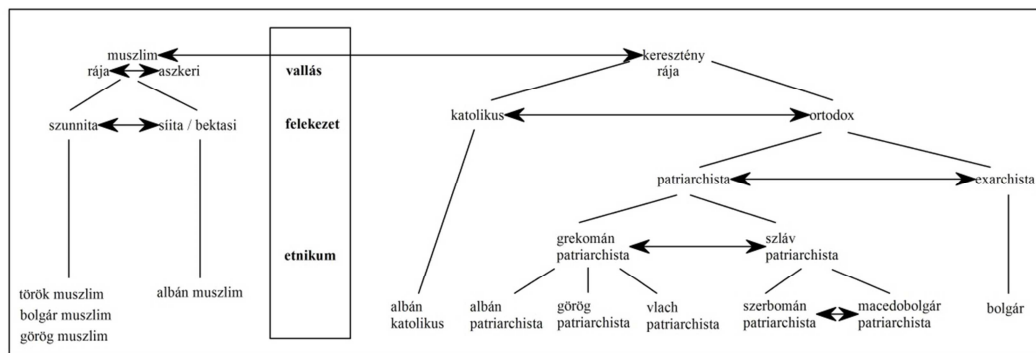 muszlim
rája
aszkeri
vallás
keresztény
rája
szunnita
síita / bektasi
felekezet
katolikus
ortodox
patriarchista
exarchista
etnikum
grekomán
patriarchista
szláv
patriarchista
török muszlim
bolgár muszlim
görög muszlim
albán muszlim
albán
katolikus
albán
patriarchista
görög
patriarchista
vlach
patriarchista
szerbomán
patriarchista
macedobolgár
patriarchista
bolgár